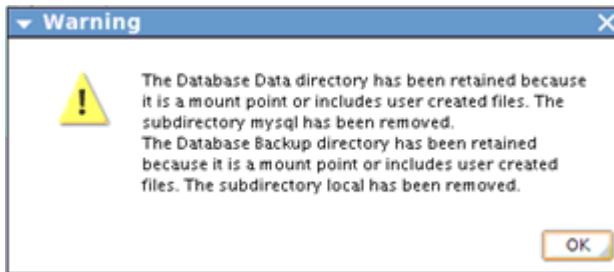 Warning
The Database Data directory has been retained because
it is a mount point or includes user created files. The
subdirectory mysql has been removed.
The Database Backup directory has been retained
because it is a mount point or includes user created
files. The subdirectory local has been removed.
OK